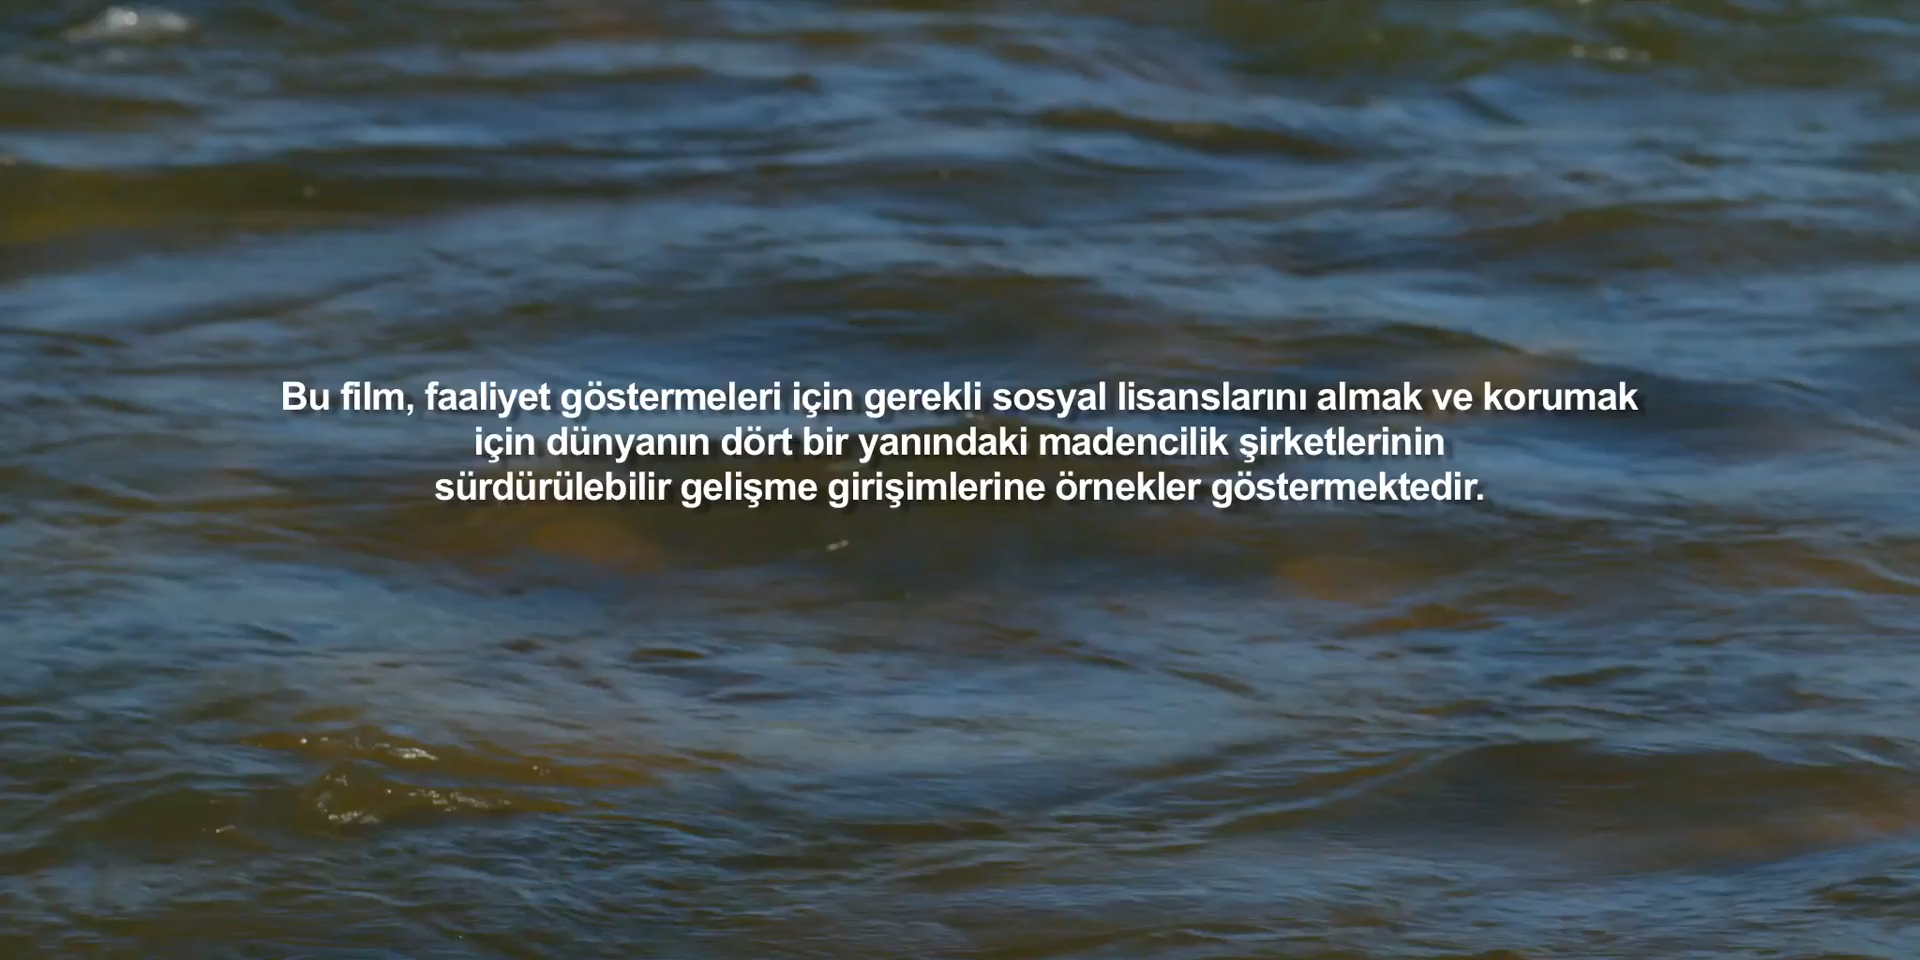 Bu film, faaliyet göstermeleri için gerekli sosyal lisanslarını almak ve korumak
için dünyanın dört bir yanındaki madencilik şirketlerinin
sürdürülebilir gelişme girişimlerine örnekler göstermektedir.